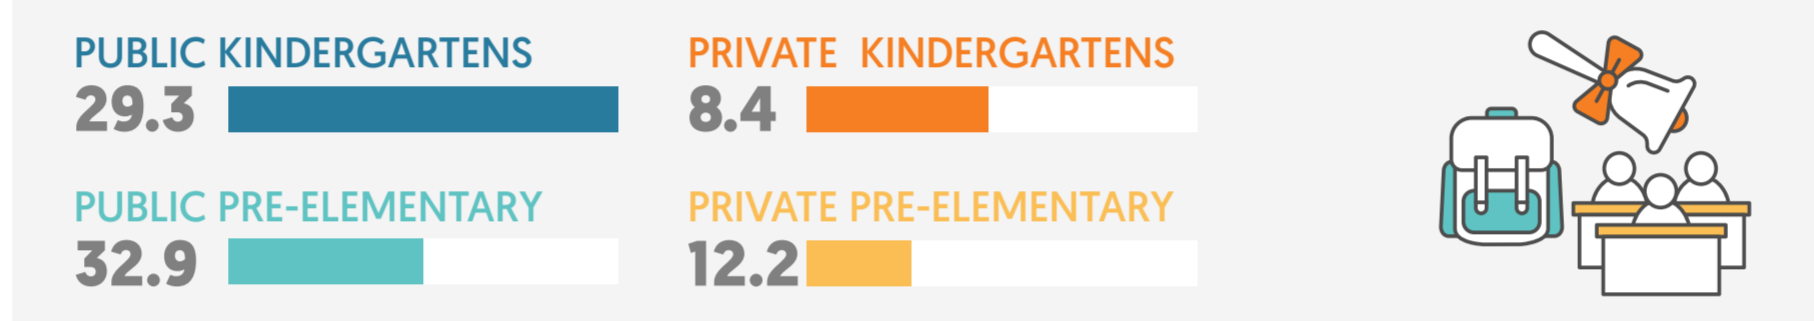 PUBLIC KINDERGARTENS
29.3
PRIVATE KINDERGARTENS
8.4
PUBLIC PRE-ELEMENTARY
32.9
PRIVATE PRE-ELEMENTARY
12.2